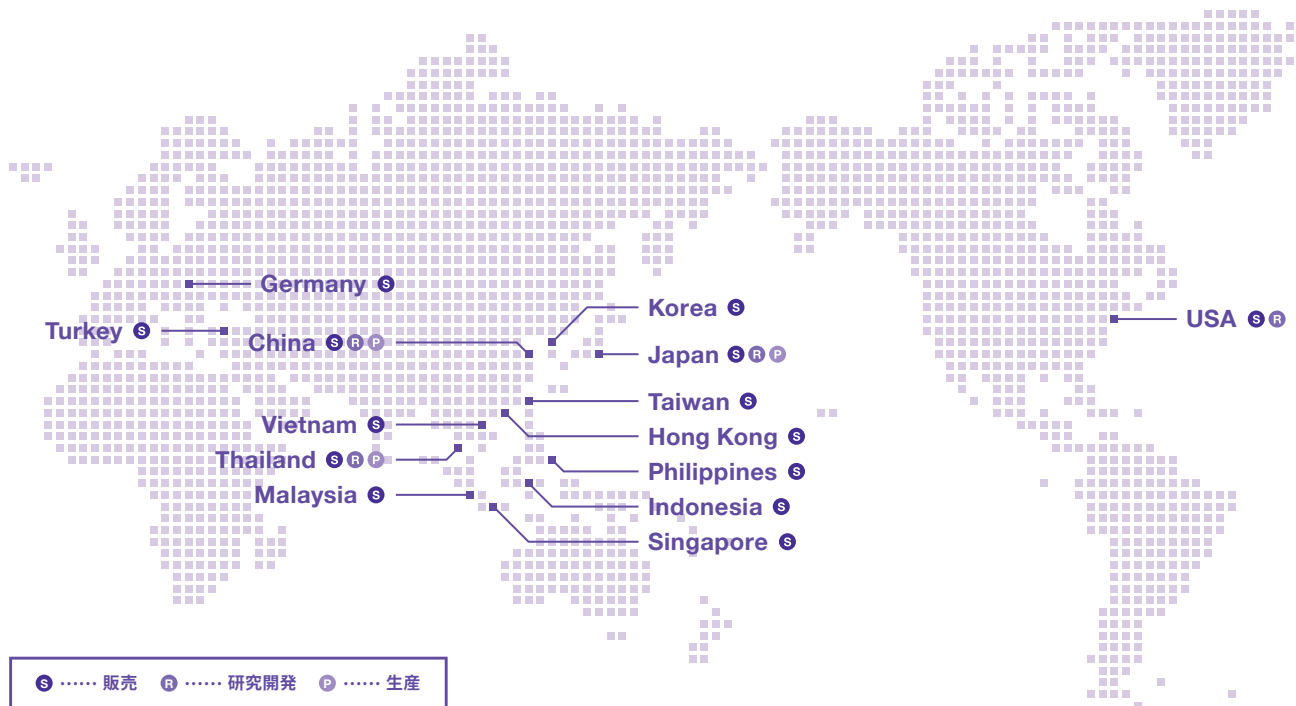 Germany S
Turkey S
China S R P
Vietnam S
Thailand S R P
Malaysia S
Korea S
Japan S R P
Taiwan S
Hong Kong S
Philippines S
Indonesia S
Singapore S
USA S R
S …… 販売 R …… 研究開発 P …… 生産